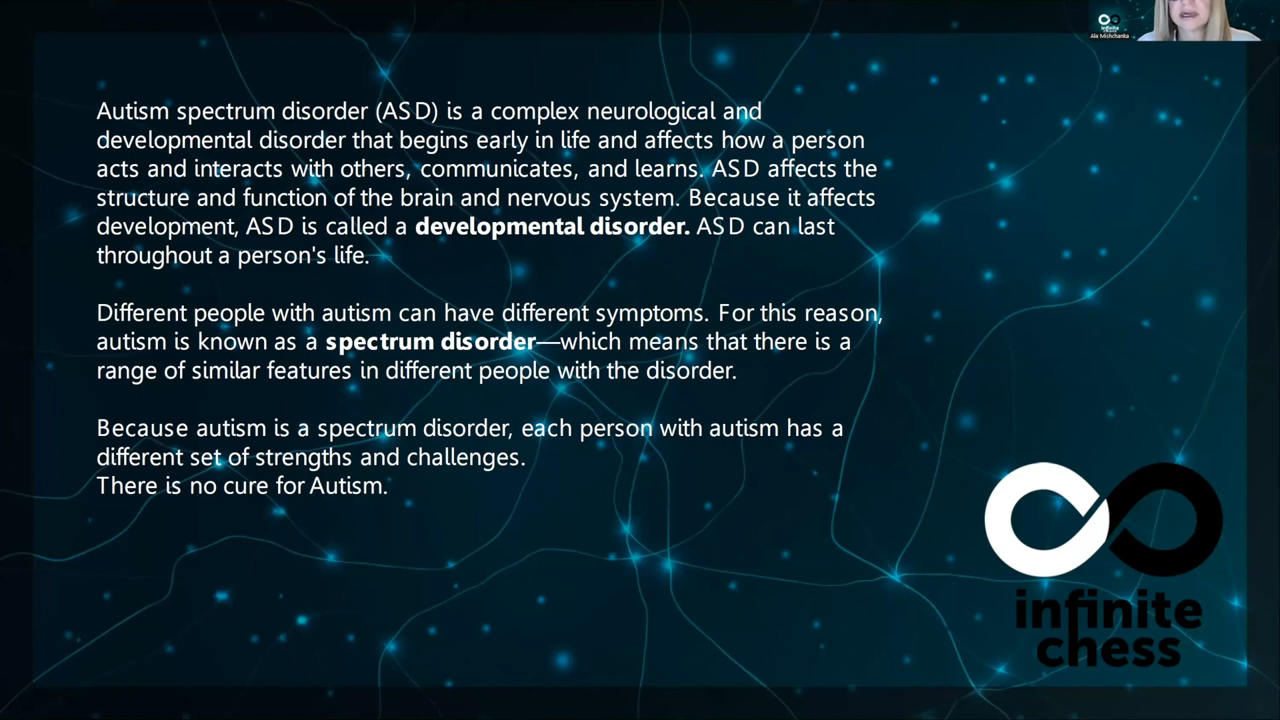 Autism spectrum disorder (ASD) is a complex neurological and
developmental disorder that begins early in life and affects how a person
acts and interacts with others, communicates, and learns. ASD affects the
structure and function of the brain and nervous system. Because it affects
development, ASD is called a developmental disorder. ASD can last
throughout a person's life.
Different people with autism can have different symptoms. For this reason,
autism is known as a spectrum disorder—which means that there is a
range of similar features in different people with the disorder.
Because autism is a spectrum disorder, each person with autism has a
different set of strengths and challenges.
There is no cure for Autism.
infinite
chess
infinite
chess
Ala Mishchanka